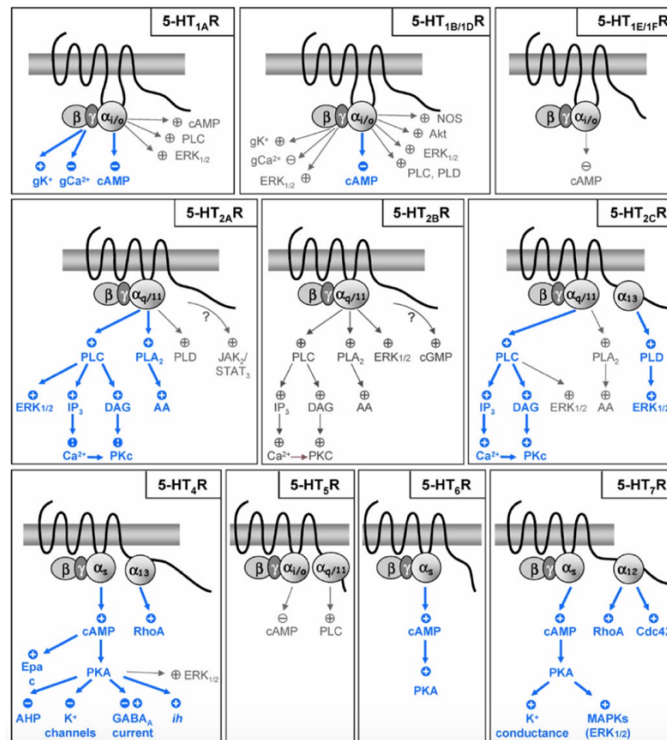 5-HT1AR
β γ αi/o
⊕ cAMP
⊕ PLC
⊕ ERK1/2
gK+ gCa2+ cAMP
5-HT1B/1DR
β γ αi/o
gK+ ⊕
gCa2+ ⊖
ERK1/2 ⊕
cAMP
⊕ NOS
⊕ Akt
⊕ ERK1/2
⊕ PLC, PLD
5-HT1E/1FR
β γ αi/o
⊖
cAMP
5-HT2AR
β γ αq/11
?
PLC PLA2 PLD JAK2/
STAT3
ERK1/2 IP3 DAG AA
Ca2+ PKc
5-HT2BR
β γ αq/11
?
PLC PLA2 ERK1/2 cGMP
IP3 DAG AA
Ca2+ PKC
5-HT2CR
β γ αq/11 α13
PLC PLA2 PLD
IP3 DAG ERK1/2 AA ERK1/2
Ca2+ PKc
5-HT4R
β γ αs α13
cAMP RhoA
Epa
c
PKA ⊕ ERK1/2
AHP K+ GABAA ih
channels current
5-HT5R
β γ αi/o αq/11
cAMP PLC
5-HT6R
β γ αs
cAMP
PKA
5-HT7R
β γ αs α12
cAMP RhoA Cdc42
PKA
K+ MAPKs
conductance (ERK1/2)